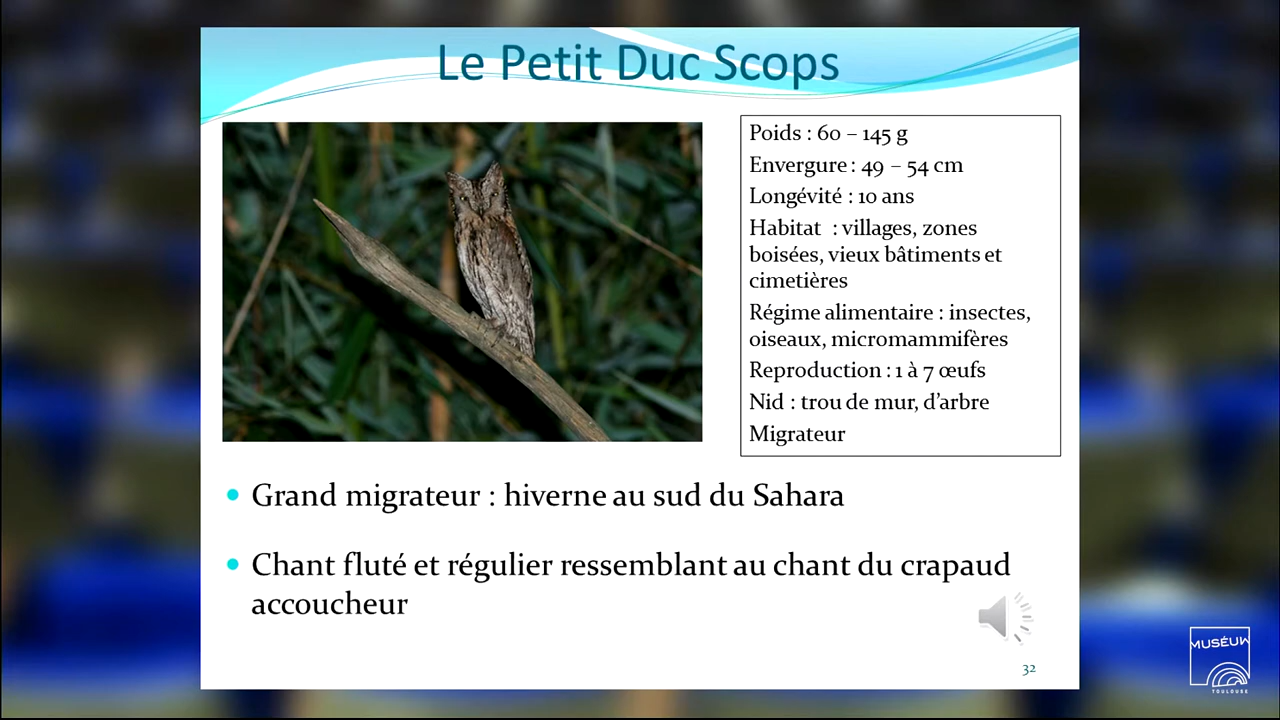 Le Petit Duc Scops
Poids : 60 – 145 g
Envergure : 49 – 54 cm
Longévité : 10 ans
Habitat : villages, zones
boisées, vieux bâtiments et
cimetières
Régime alimentaire : insectes,
oiseaux, micromammifères
Reproduction : 1 à 7 œufs
Nid : trou de mur, d’arbre
Migrateur
• Grand migrateur : hiverne au sud du Sahara
• Chant fluté et régulier ressemblant au chant du crapaud
accoucheur
32
MUSÉUM
TOULOUSE